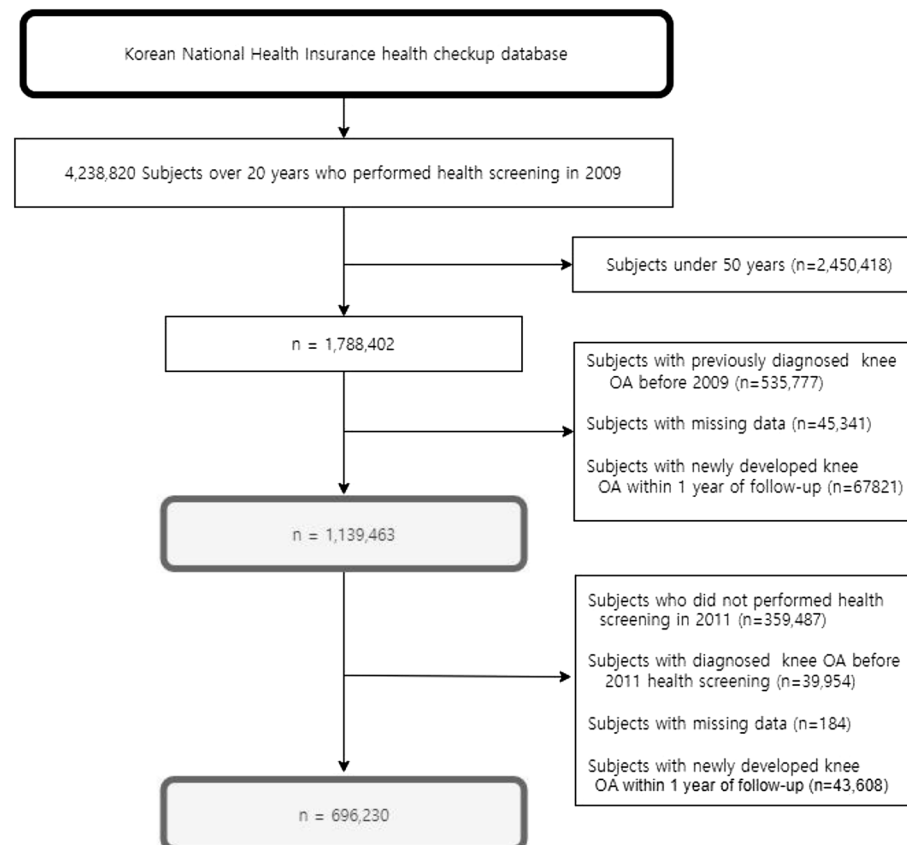 Korean National Health Insurance health checkup database
4,238,820 Subjects over 20 years who performed health screening in 2009
Subjects under 50 years (n=2,450,418)
n = 1,788,402
Subjects with previously diagnosed knee
OA before 2009 (n=535,777)
Subjects with missing data (n=45,341)
Subjects with newly developed knee
OA within 1 year of follow-up (n=67821)
n = 1,139,463
Subjects who did not performed health
screening in 2011 (n=359,487)
Subjects with diagnosed knee OA before
2011 health screening (n=39,954)
Subjects with missing data (n=184)
Subjects with newly developed knee
OA within 1 year of follow-up (n=43,608)
n = 696,230